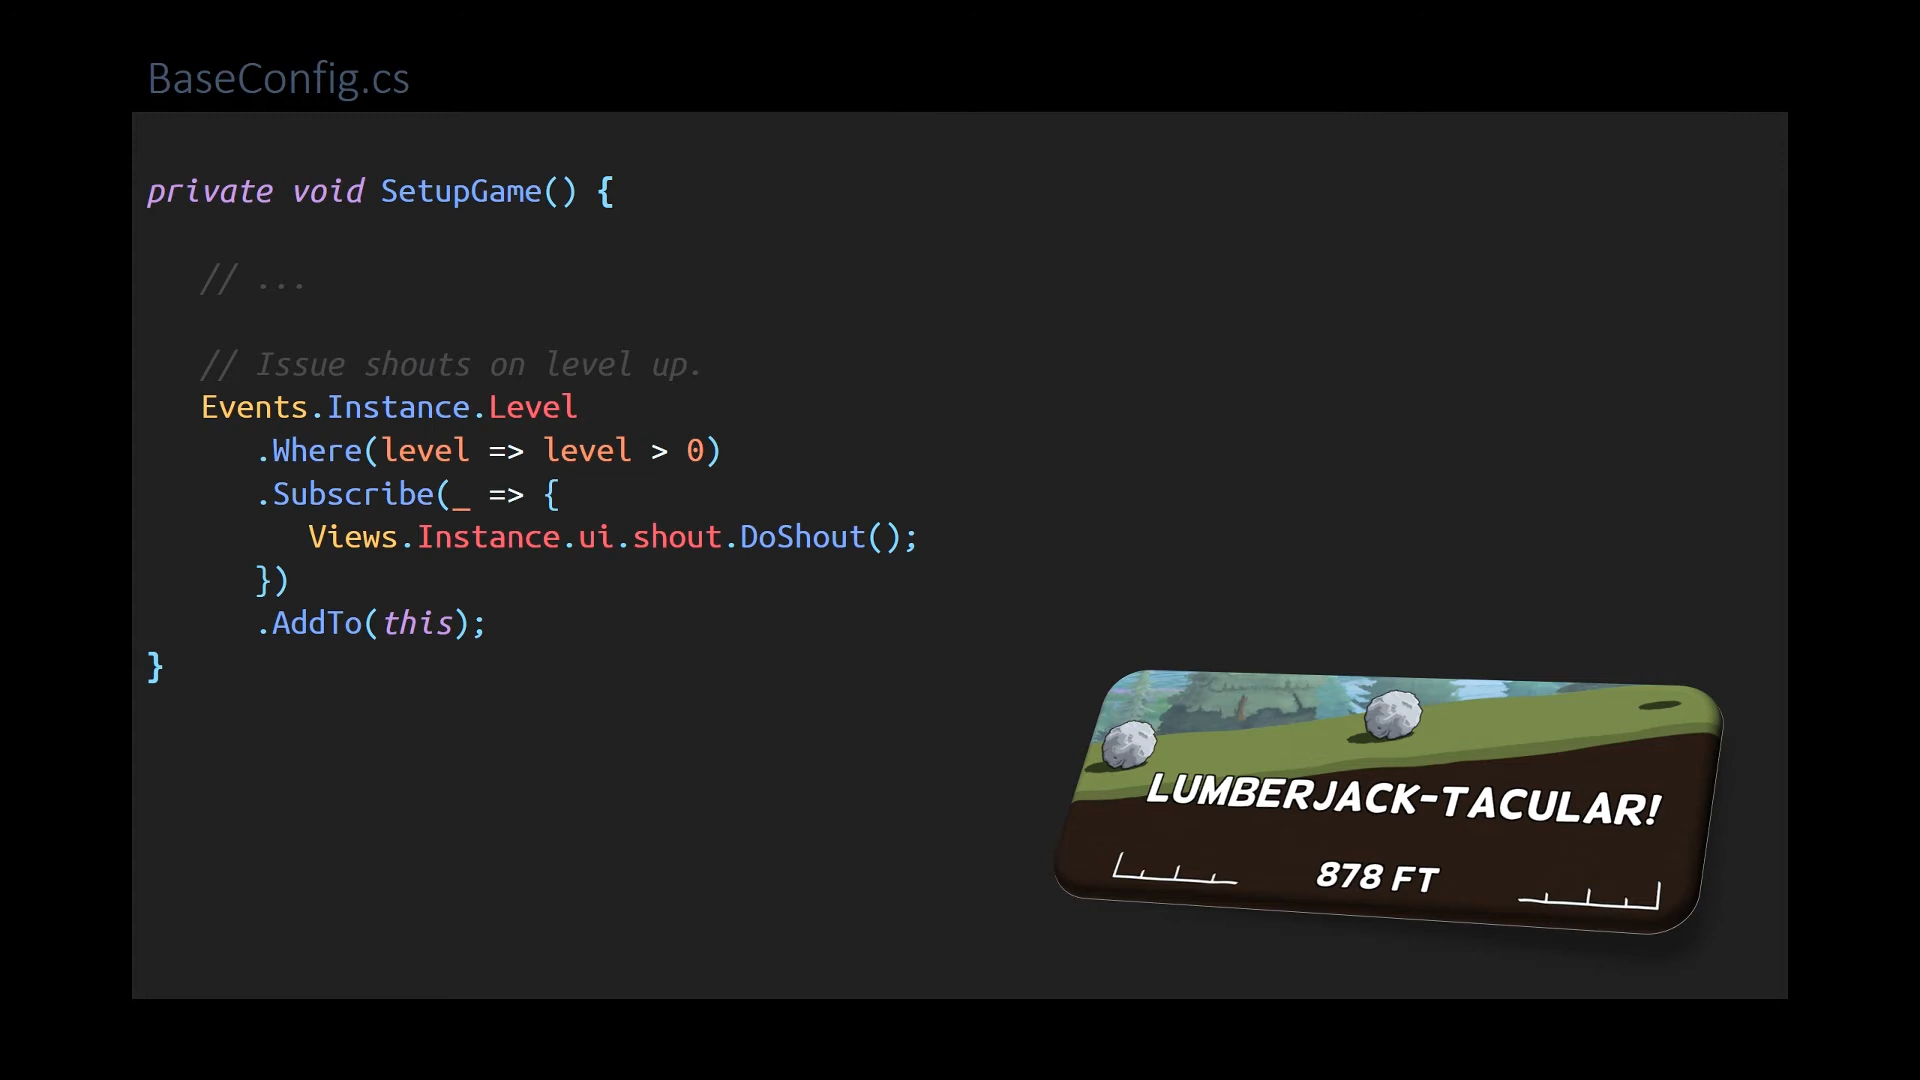 BaseConfig.cs
private void SetupGame() {
// ...
// Issue shouts on level up.
Events.Instance.Level
.Where(level => level > 0)
.Subscribe(_ => {
Views.Instance.ui.shout.DoShout();
})
.AddTo(this);
}
LUMBERJACK-TACULAR!
878 FT